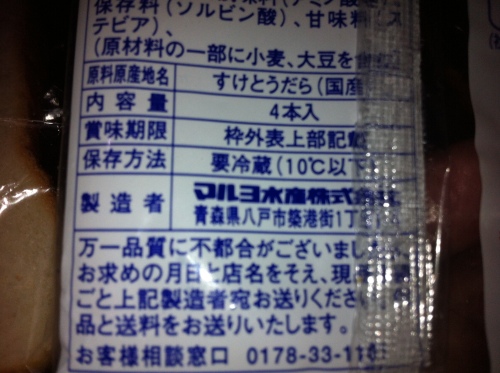 保存料(ソルビン酸)、甘味料(ス
テビア)、
(原材料の一部に小麦、大豆を含
原料原産地名 すけとうだら(国産
内容量 4本入
賞味期限 枠外表上部記載
保存方法 要冷蔵(10℃以下
製造者 マルヨ水産株式会社
青森県八戸市築港街1丁
万一品質に不都合がございました
お求めの月日と店名をそえ、現
ごと上記製造者宛お送りください。
品と送料をお送りいたします。
お客様相談窓口 0178-33-11